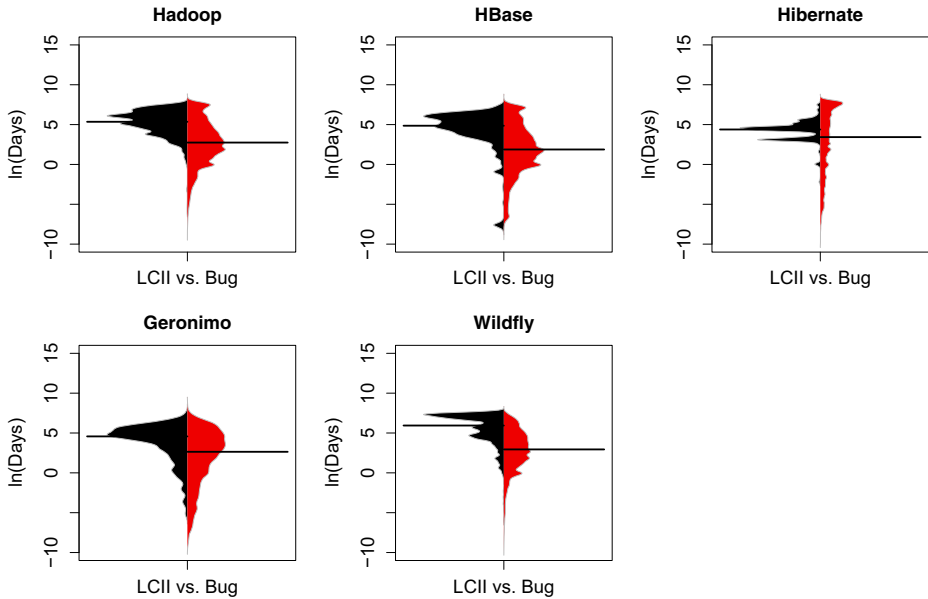 Hadoop
ln(Days)
15
10
5
0
−10
LCII vs. Bug
HBase
ln(Days)
15
10
5
0
−10
LCII vs. Bug
Hibernate
ln(Days)
15
10
5
0
−10
LCII vs. Bug
Geronimo
ln(Days)
15
10
5
0
−10
LCII vs. Bug
Wildfly
ln(Days)
15
10
5
0
−10
LCII vs. Bug